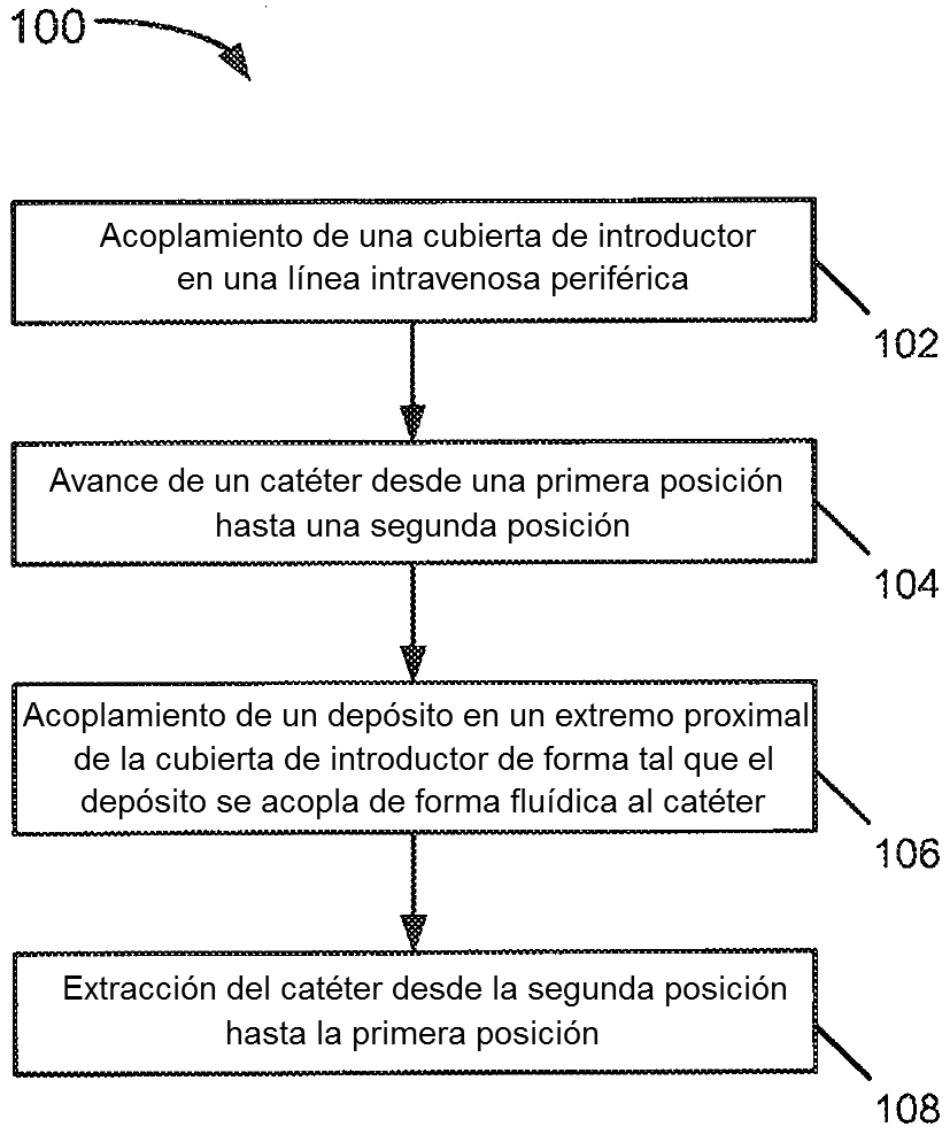 100
Acoplamiento de una cubierta de introductor
en una línea intravenosa periférica
102
Avance de un catéter desde una primera posición
hasta una segunda posición
104
Acoplamiento de un depósito en un extremo proximal
de la cubierta de introductor de forma tal que el
depósito se acopla de forma fluídica al catéter
106
Extracción del catéter desde la segunda posición
hasta la primera posición
108